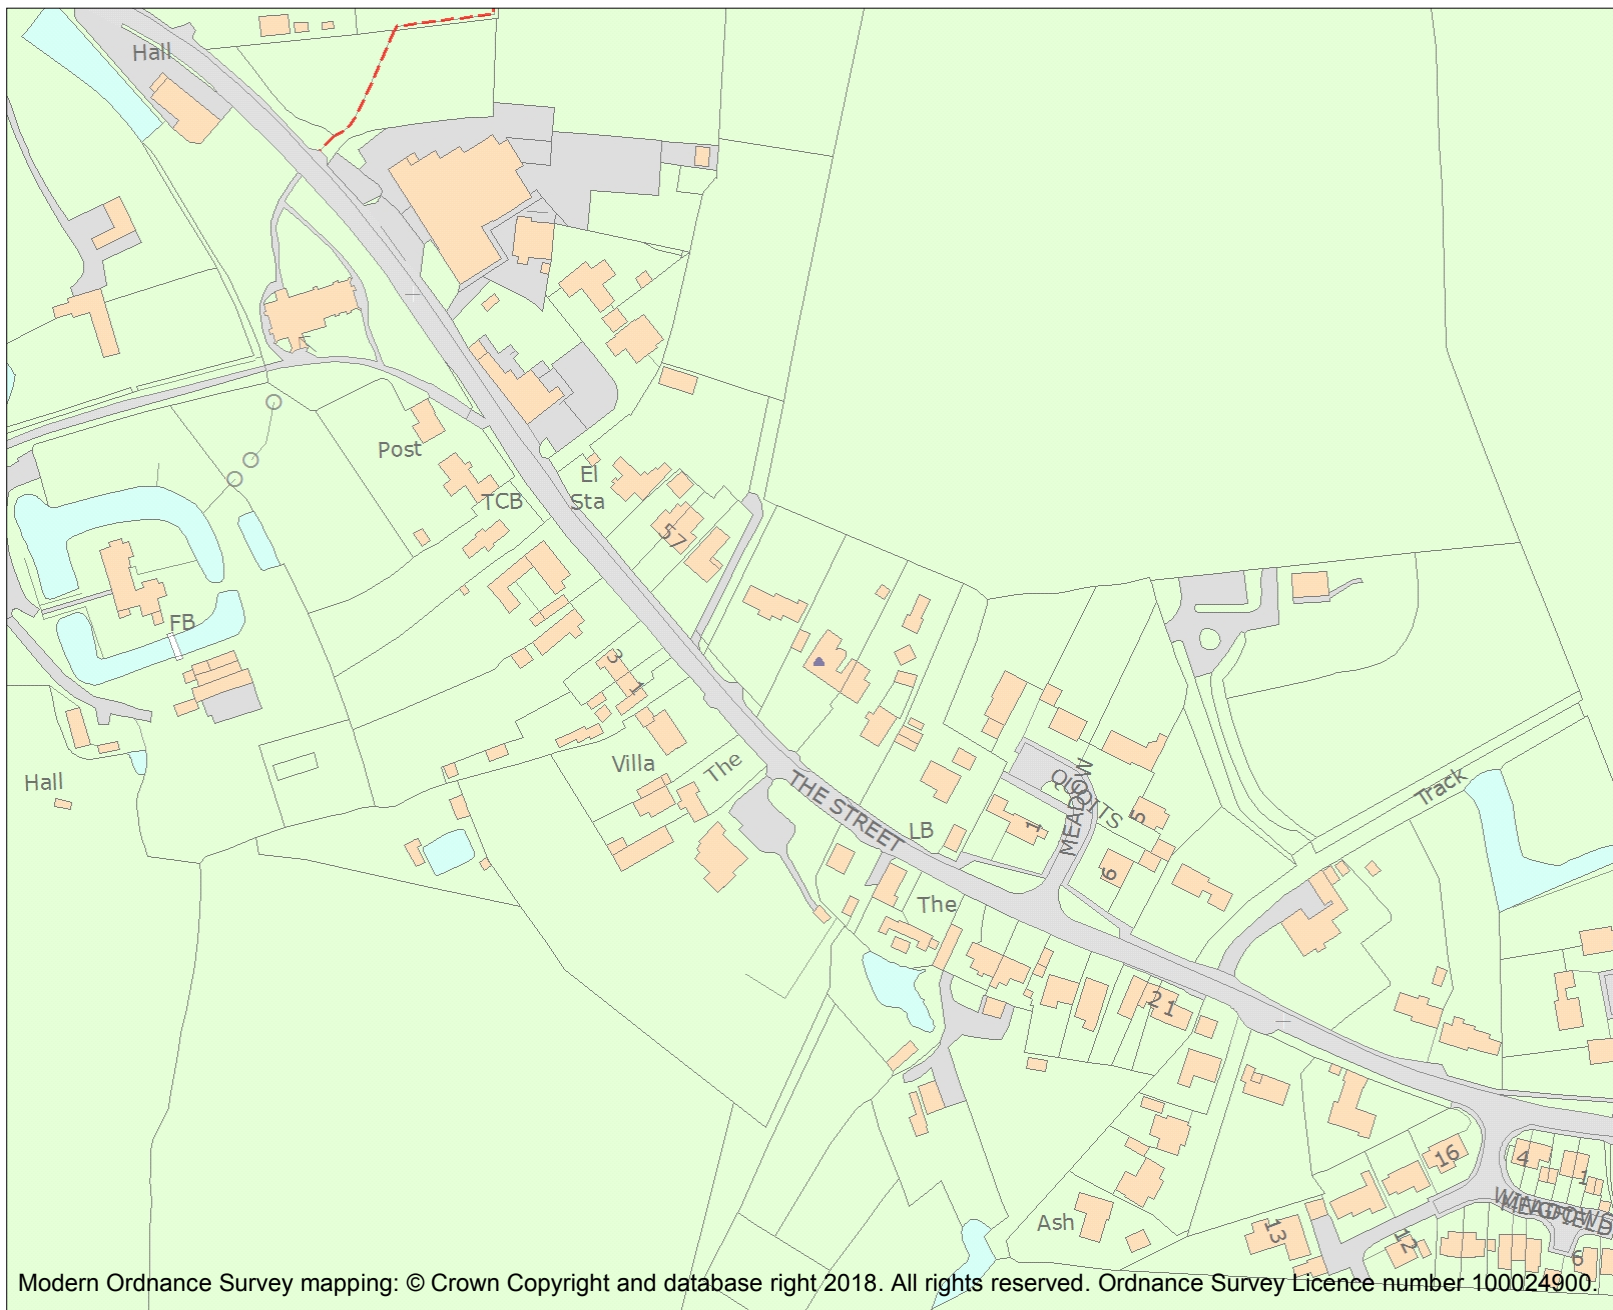 Hall
Post
El
Sta
TCB
57
FB
3
1
Villa
The
Hall
THE STREET
LB
QUOITS
MEADOW
1
5
9
Track
The
21
16
4
1
Ash
13
12
6
Modern Ordnance Survey mapping: © Crown Copyright and database right 2018. All rights reserved. Ordnance Survey Licence number 100024900.